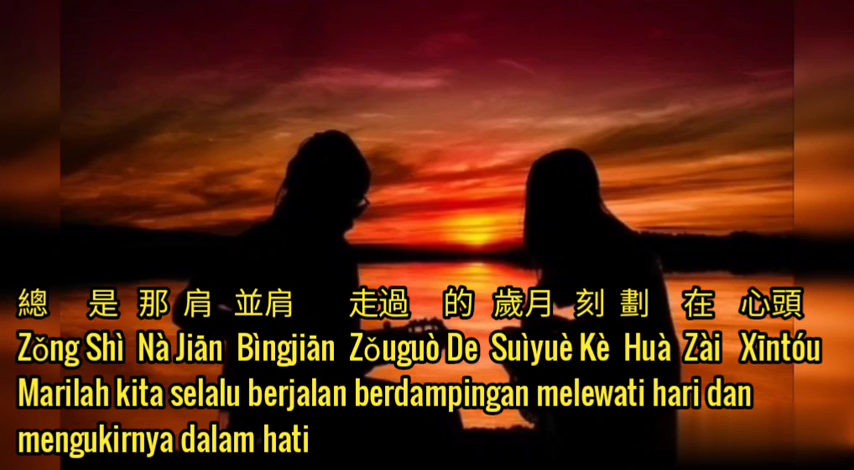 總 是 那 肩 並肩 走過 的 歲月 刻 劃 在 心頭
Zǒng Shì Nà Jiān Bìngjiān Zǒuguò De Suìyuè Kè Huà Zài Xīntóu
Marilah kita selalu berjalan berdampingan melewati hari dan
mengukirnya dalam hati